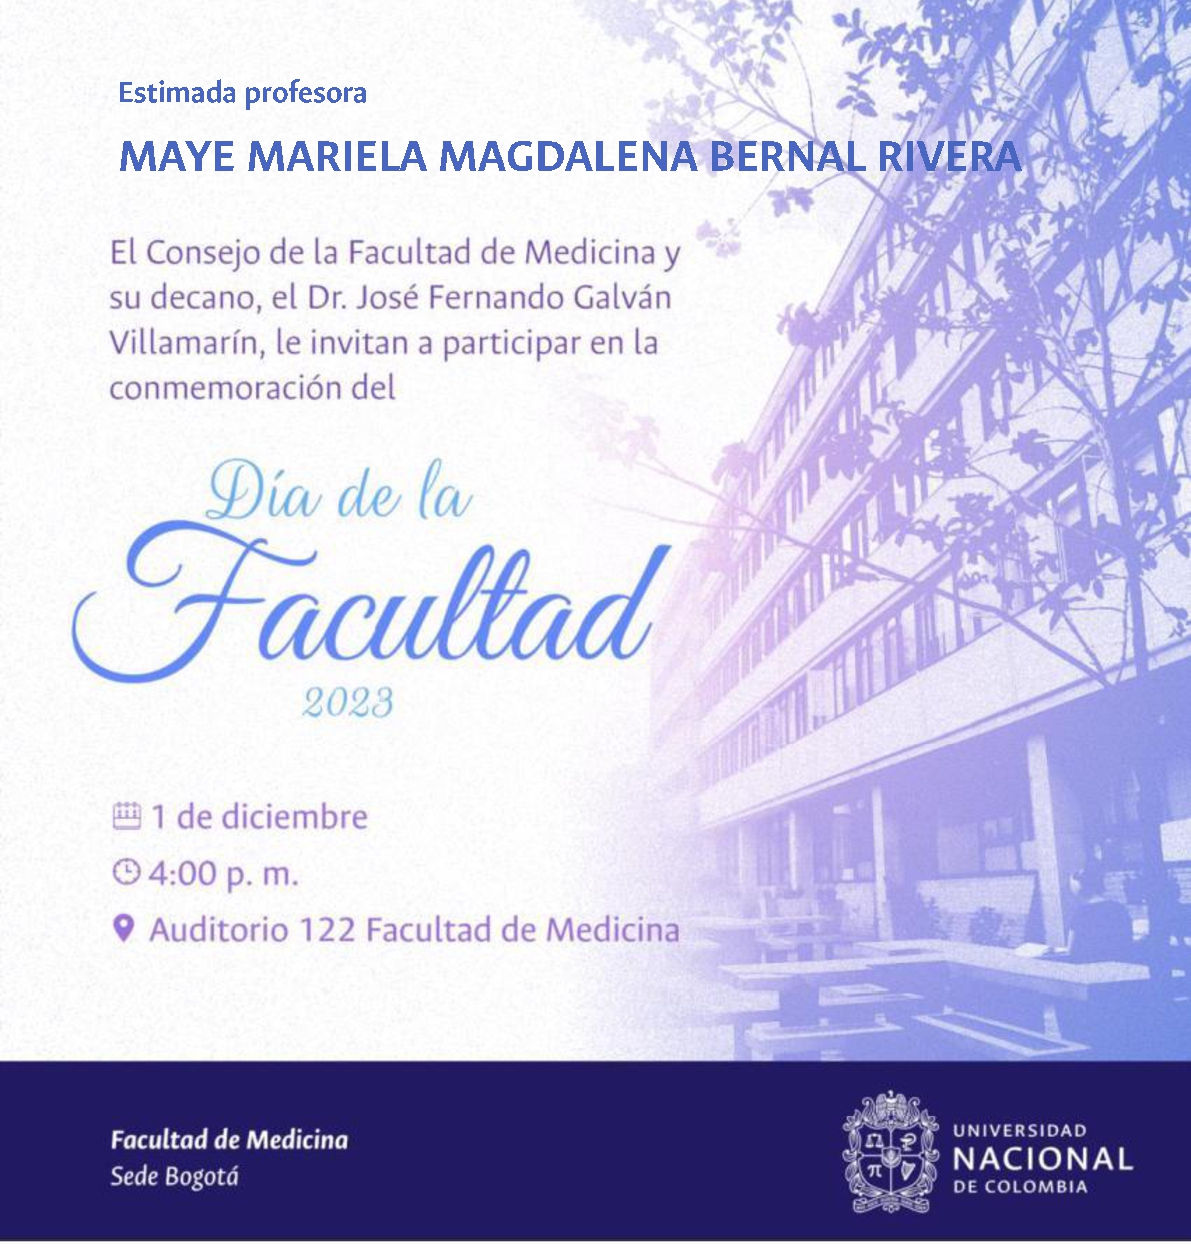 Estimada profesora
MAYE MARIELA MAGDALENA BERNAL RIVERA
El Consejo de la Facultad de Medicina y
su decano, el Dr. José Fernando Galván
Villamarín, le invitan a participar en la
conmemoración del
Día de la
Facultad
2023
1 de diciembre
4:00 p. m.
Auditorio 122 Facultad de Medicina
Facultad de Medicina
Sede Bogotá
UNIVERSIDAD
NACIONAL
DE COLOMBIA